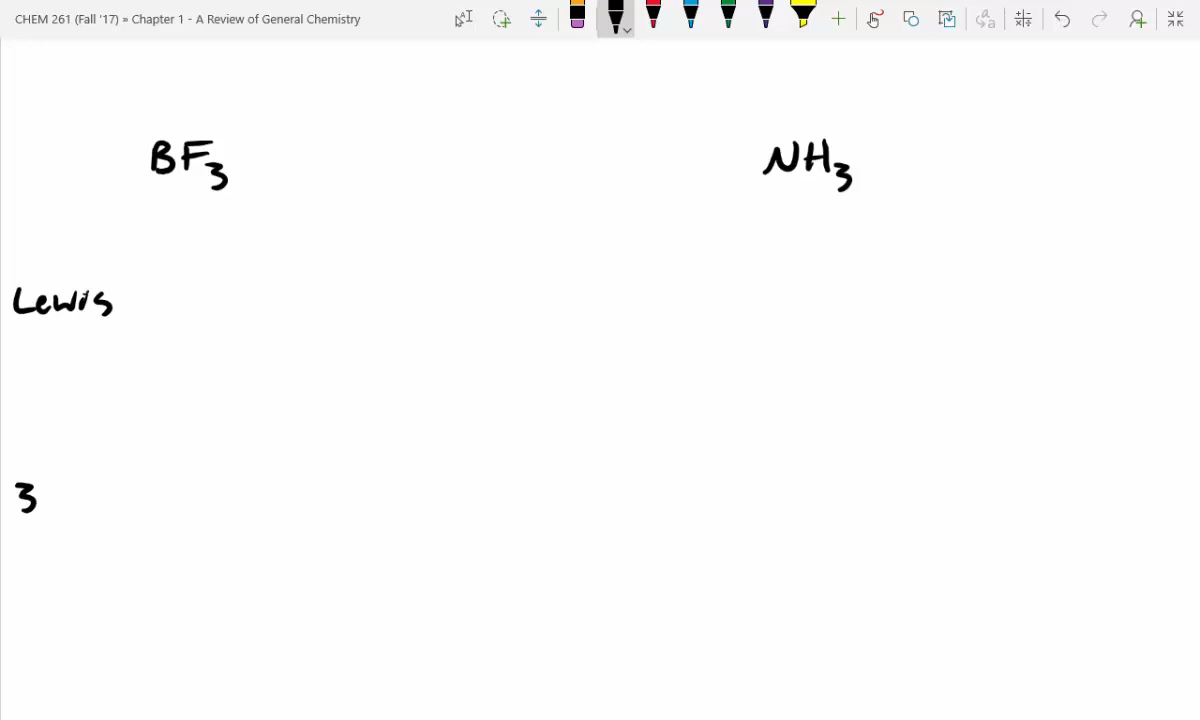 CHEM 261 (Fall '17) » Chapter 1 - A Review of General Chemistry
BF₃ NH₃
Lewis
3